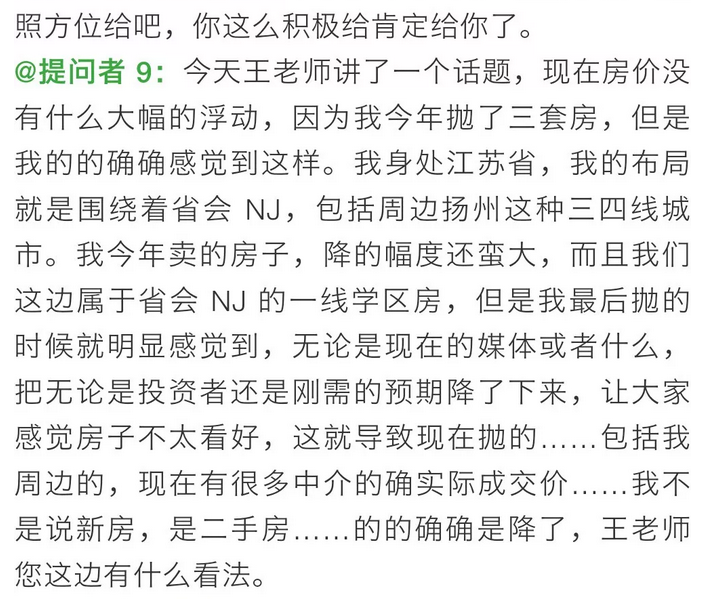 照方位给吧，你这么积极给肯定给你了。
@提问者 9：今天王老师讲了一个话题，现在房价没
有什么大幅的浮动，因为我今年抛了三套房，但是
我的的确确感觉到这样。我身处江苏省，我的布局
就是围绕着省会 NJ，包括周边扬州这种三四线城
市。我今年卖的房子，降的幅度还蛮大，而且我们
这边属于省会 NJ 的一线学区房，但是我最后抛的
时候就明显感觉到，无论是现在的媒体或者什么，
把无论是投资者还是刚需的预期降了下来，让大家
感觉房子不太看好，这就导致现在抛的……包括我
周边的，现在有很多中介的确实际成交价……我不
是说新房，是二手房……的的确确是降了，王老师
您这边有什么看法。